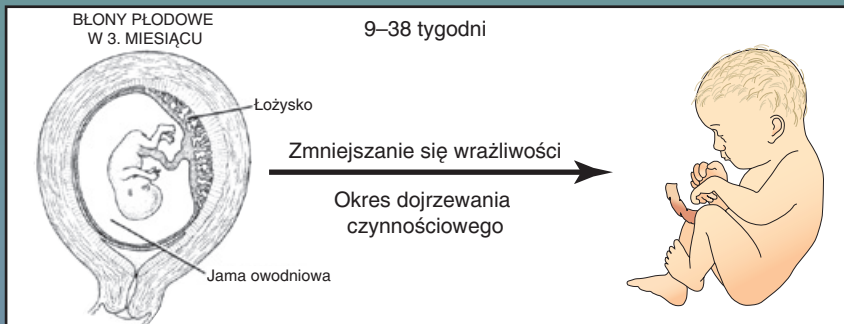 BŁONY PŁODOWE
W 3. MIESIĄCU
9–38 tygodni
Łożysko
Zmniejszanie się wrażliwości
Okres dojrzewania
czynnościowego
Jama owodniowa